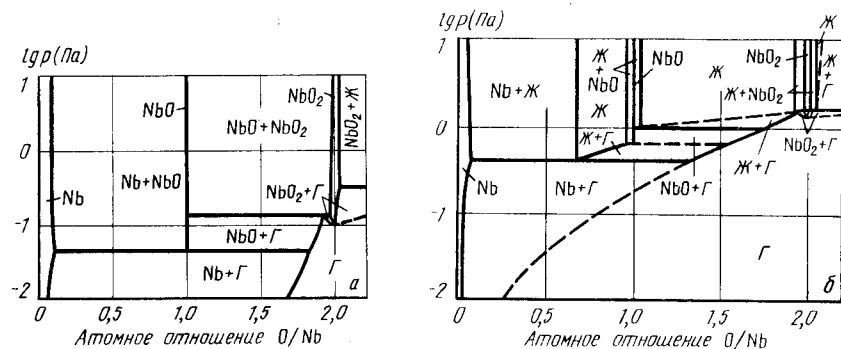 lg p (Па)
1
0
-1
-2
Nb
Nb+NbO
NbO
NbO+NbO₂
NbO₂
NbO₂+Ж
NbO₂+Г
NbO+Г
Nb+Г
Г
а
0
0,5
1,0
1,5
2,0
Атомное отношение O/Nb
lg p (Па)
1
0
-1
-2
Nb
Nb+Ж
Ж
+
NbO
Ж
Ж+Г
NbO
Ж
NbO₂
Ж+NbO₂
Ж
Ж
+
Г
NbO₂+Г
Ж+Г
NbO+Г
Nb+Г
Г
б
0
0,5
1,0
1,5
2,0
Атомное отношение O/Nb